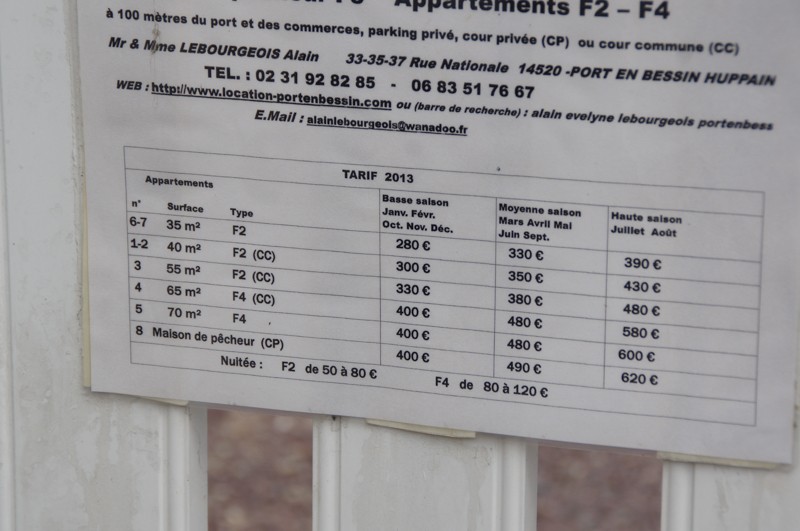 Appartements F2 – F4
à 100 mètres du port et des commerces, parking privé, cour privée (CP) ou cour commune (CC)
Mr & Mme LEBOURGEOIS Alain 33-35-37 Rue Nationale 14520 -PORT EN BESSIN HUPPAIN
TEL. : 02 31 92 82 85 - 06 83 51 76 67
WEB : http://www.location-portenbessin.com ou (barre de recherche) : alain evelyne lebourgeois portenbess
E.Mail : alainlebourgeois@wanadoo.fr
TARIF 2013
Appartements
n° Surface Type
Basse saison
Janv. Févr.
Oct. Nov. Déc.
Moyenne saison
Mars Avril Mai
Juin Sept.
Haute saison
Juillet Août
6-7 35 m² F2 280 € 330 € 390 €
1-2 40 m² F2 (CC) 300 € 350 € 430 €
3 55 m² F2 (CC) 330 € 380 € 480 €
4 65 m² F4 (CC) 400 € 480 € 580 €
5 70 m² F4 400 € 480 € 600 €
8 Maison de pêcheur (CP) 400 € 490 € 620 €
Nuitée : F2 de 50 à 80 € F4 de 80 à 120 €